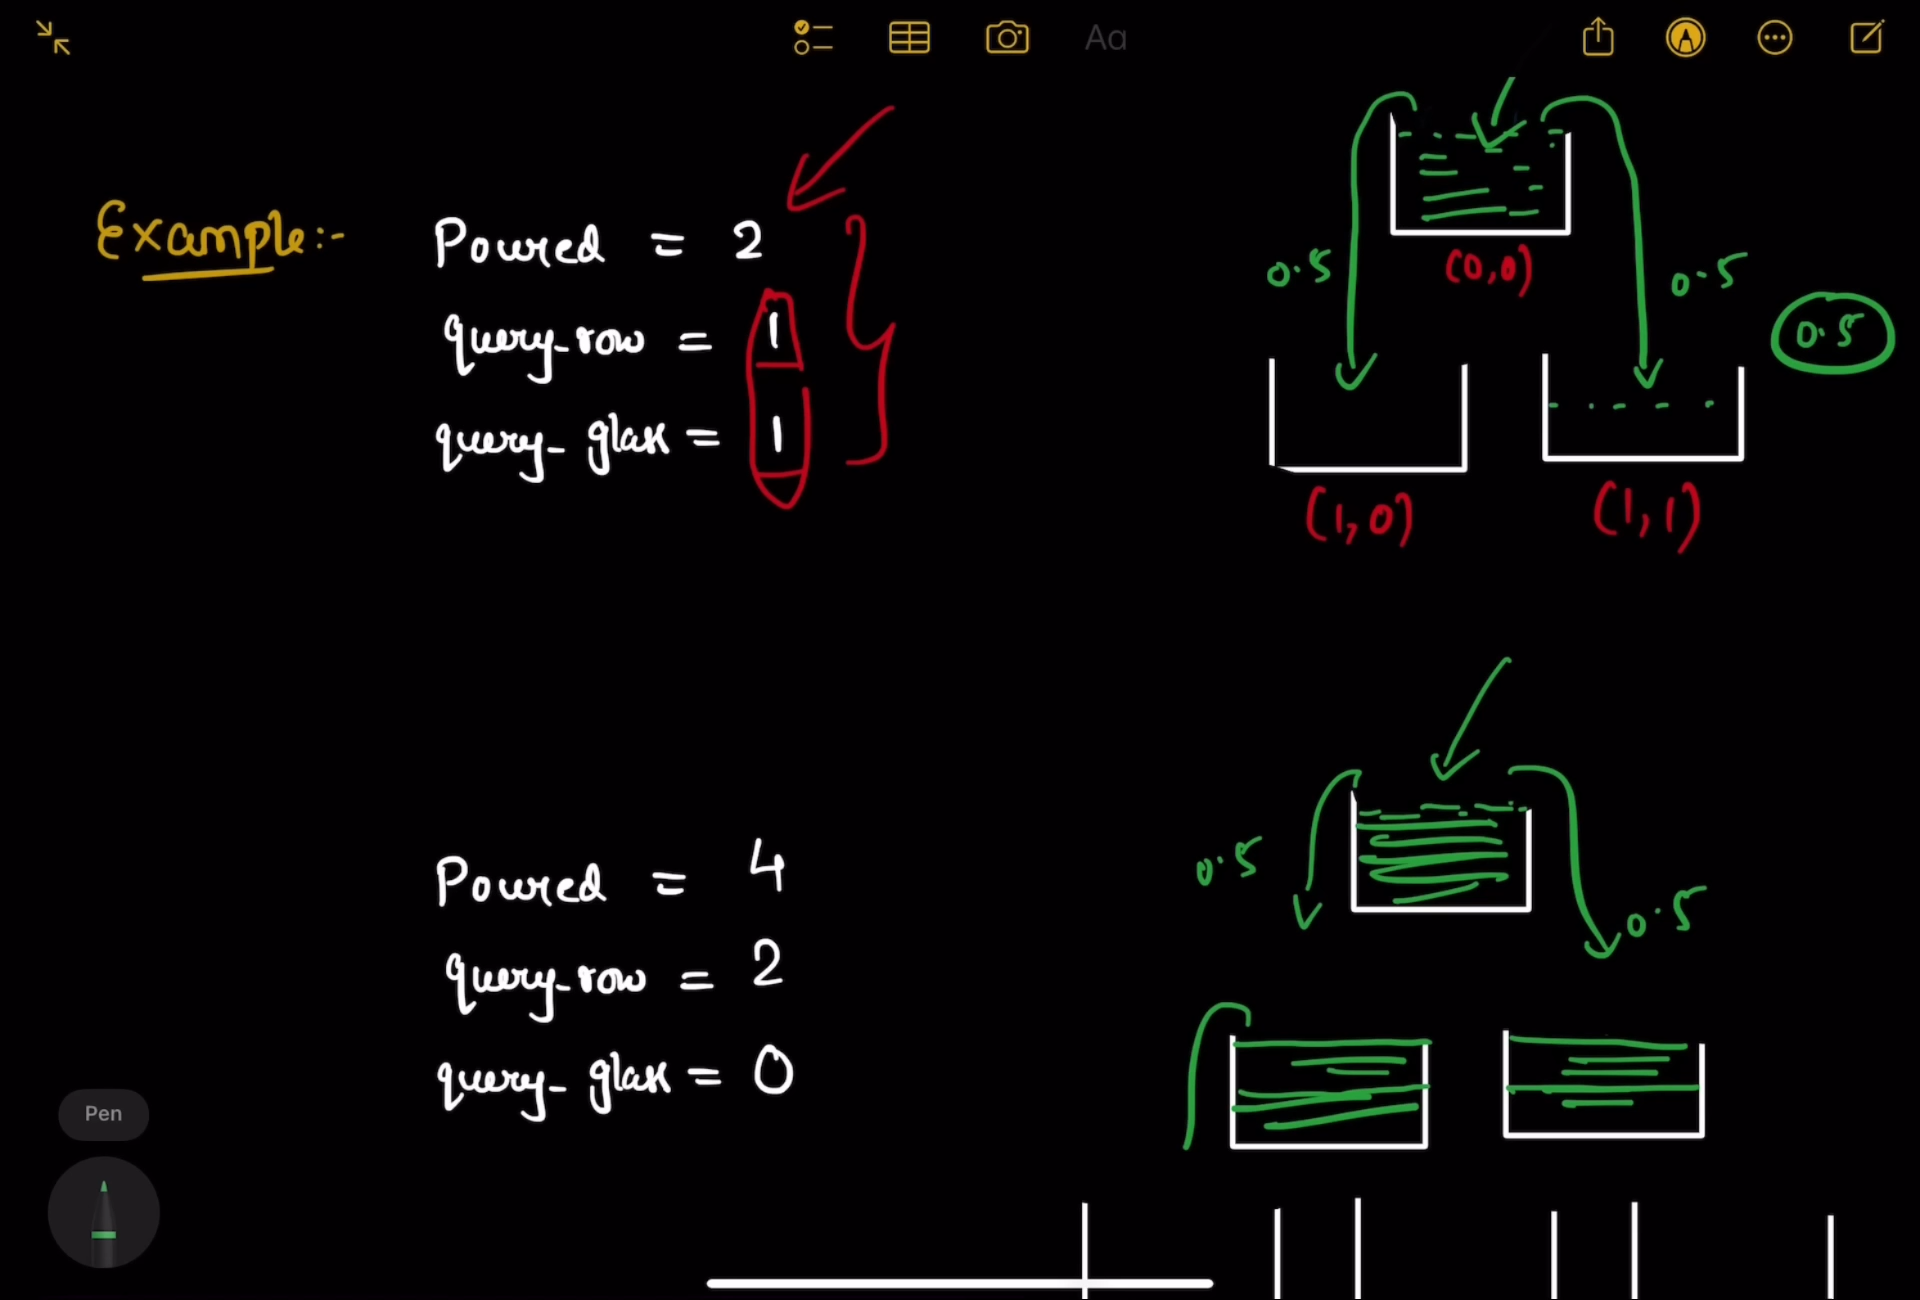 Aa
Example:-
Poured = 2
query-row = 1
query- glass = 1
0.5
(0,0)
0.5
0.5
(1,0)
(1,1)
Poured = 4
query-row = 2
query- glass = 0
0.5
0.5
Pen